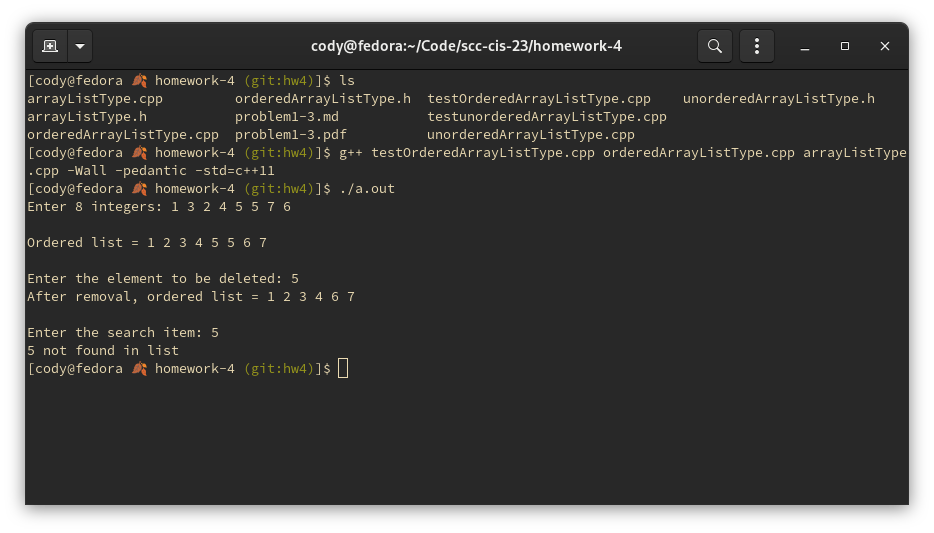 cody@fedora:~/Code/scc-cis-23/homework-4
[cody@fedora 🍂 homework-4 (git:hw4)]$ ls
arrayListType.cpp         orderedArrayListType.h  testOrderedArrayListType.cpp    unorderedArrayListType.h
arrayListType.h           problem1-3.md           testunorderedArrayListType.cpp
orderedArrayListType.cpp  problem1-3.pdf          unorderedArrayListType.cpp
[cody@fedora 🍂 homework-4 (git:hw4)]$ g++ testOrderedArrayListType.cpp orderedArrayListType.cpp arrayListType
.cpp -Wall -pedantic -std=c++11
[cody@fedora 🍂 homework-4 (git:hw4)]$ ./a.out
Enter 8 integers: 1 3 2 4 5 5 7 6
Ordered list = 1 2 3 4 5 5 6 7
Enter the element to be deleted: 5
After removal, ordered list = 1 2 3 4 6 7
Enter the search item: 5
5 not found in list
[cody@fedora 🍂 homework-4 (git:hw4)]$